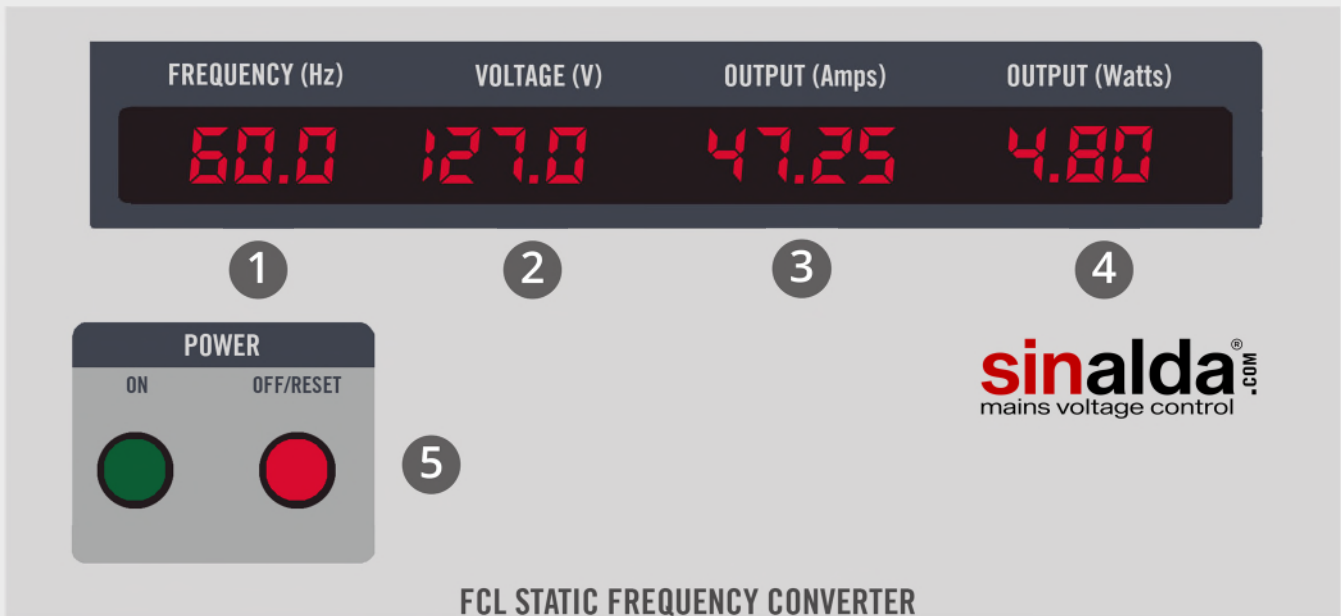 FREQUENCY (Hz) VOLTAGE (V) OUTPUT (Amps) OUTPUT (Watts)
60.0 127.0 47.25 4.80
1 2 3 4
POWER
ON OFF/RESET
5
sinalda® .COM
mains voltage control
FCL STATIC FREQUENCY CONVERTER